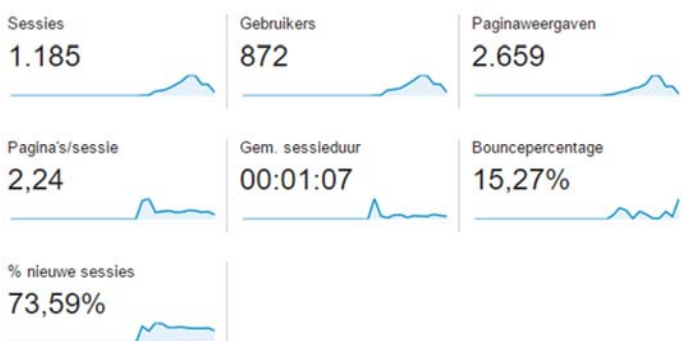 Sessies
1.185
Gebruikers
872
Paginaweergaven
2.659
Pagina's/sessie
2,24
Gem. sessieduur
00:01:07
Bouncepercentage
15,27%
% nieuwe sessies
73,59%